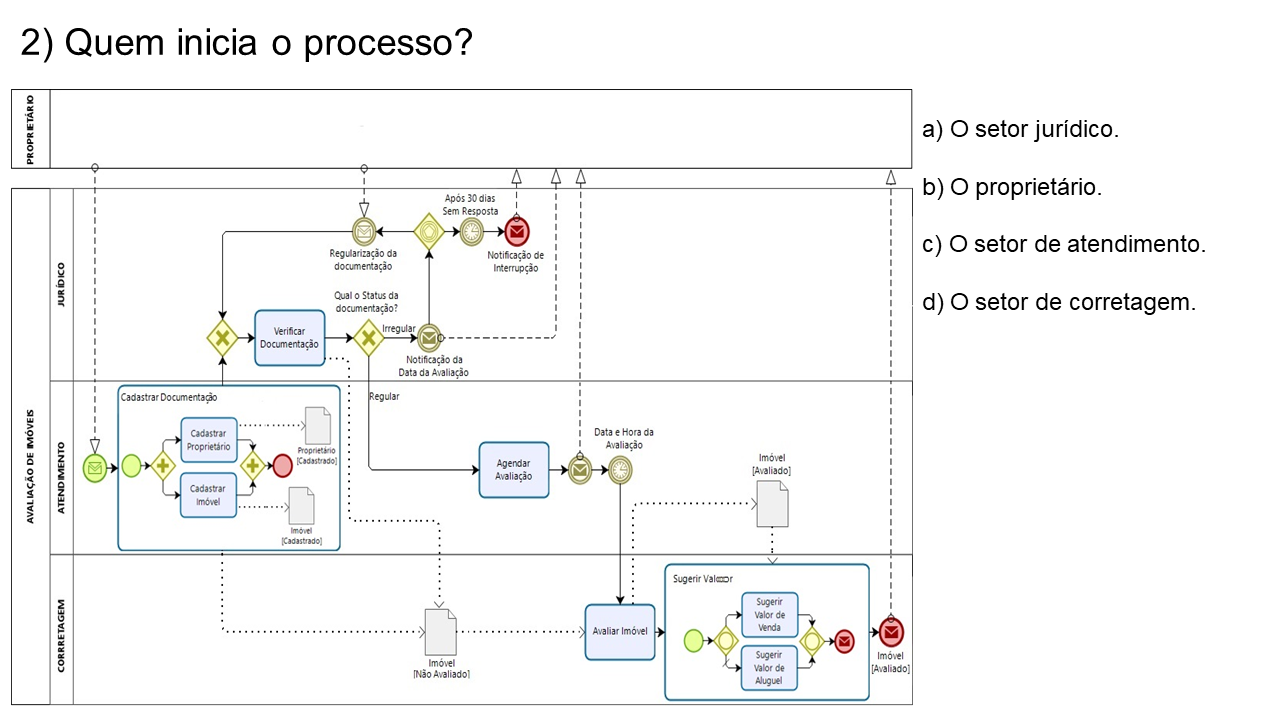 2) Quem inicia o processo?
PROPRIETÁRIO
a) O setor jurídico.
b) O proprietário.
c) O setor de atendimento.
d) O setor de corretagem.
AVALIAÇÃO DE IMÓVEIS
JURÍDICO
Após 30 dias
Sem Resposta
Regularização da
documentação
Notificação de
Interrupção
Qual o Status da
documentação?
Verificar
Documentação
Irregular
Notificação da
Data da Avaliação
Regular
ATENDIMENTO
Cadastrar Documentação
Cadastrar
Proprietário
Proprietário
[Cadastrado]
Cadastrar
Imóvel
Imóvel
[Cadastrado]
Agendar
Avaliação
Data e Hora da
Avaliação
Imóvel
[Avaliado]
CORRETAGEM
Imóvel
[Não Avaliado]
Avaliar Imóvel
Sugerir
Sugerir
Valor de
Venda
Sugerir
Valor de
Aluguel
Imóvel
[Avaliado]